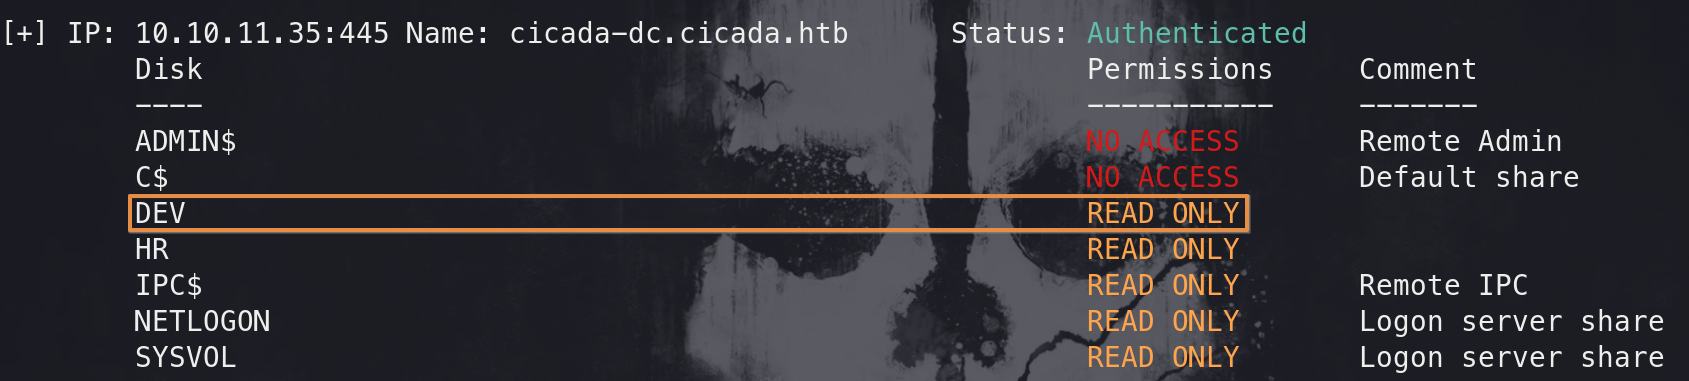 [+] IP: 10.10.11.35:445 Name: cicada-dc.cicada.htb Status: Authenticated
Disk Permissions Comment
---- ----------- -------
ADMIN$ NO ACCESS Remote Admin
C$ NO ACCESS Default share
DEV READ ONLY
HR READ ONLY
IPC$ READ ONLY Remote IPC
NETLOGON READ ONLY Logon server share
SYSVOL READ ONLY Logon server share